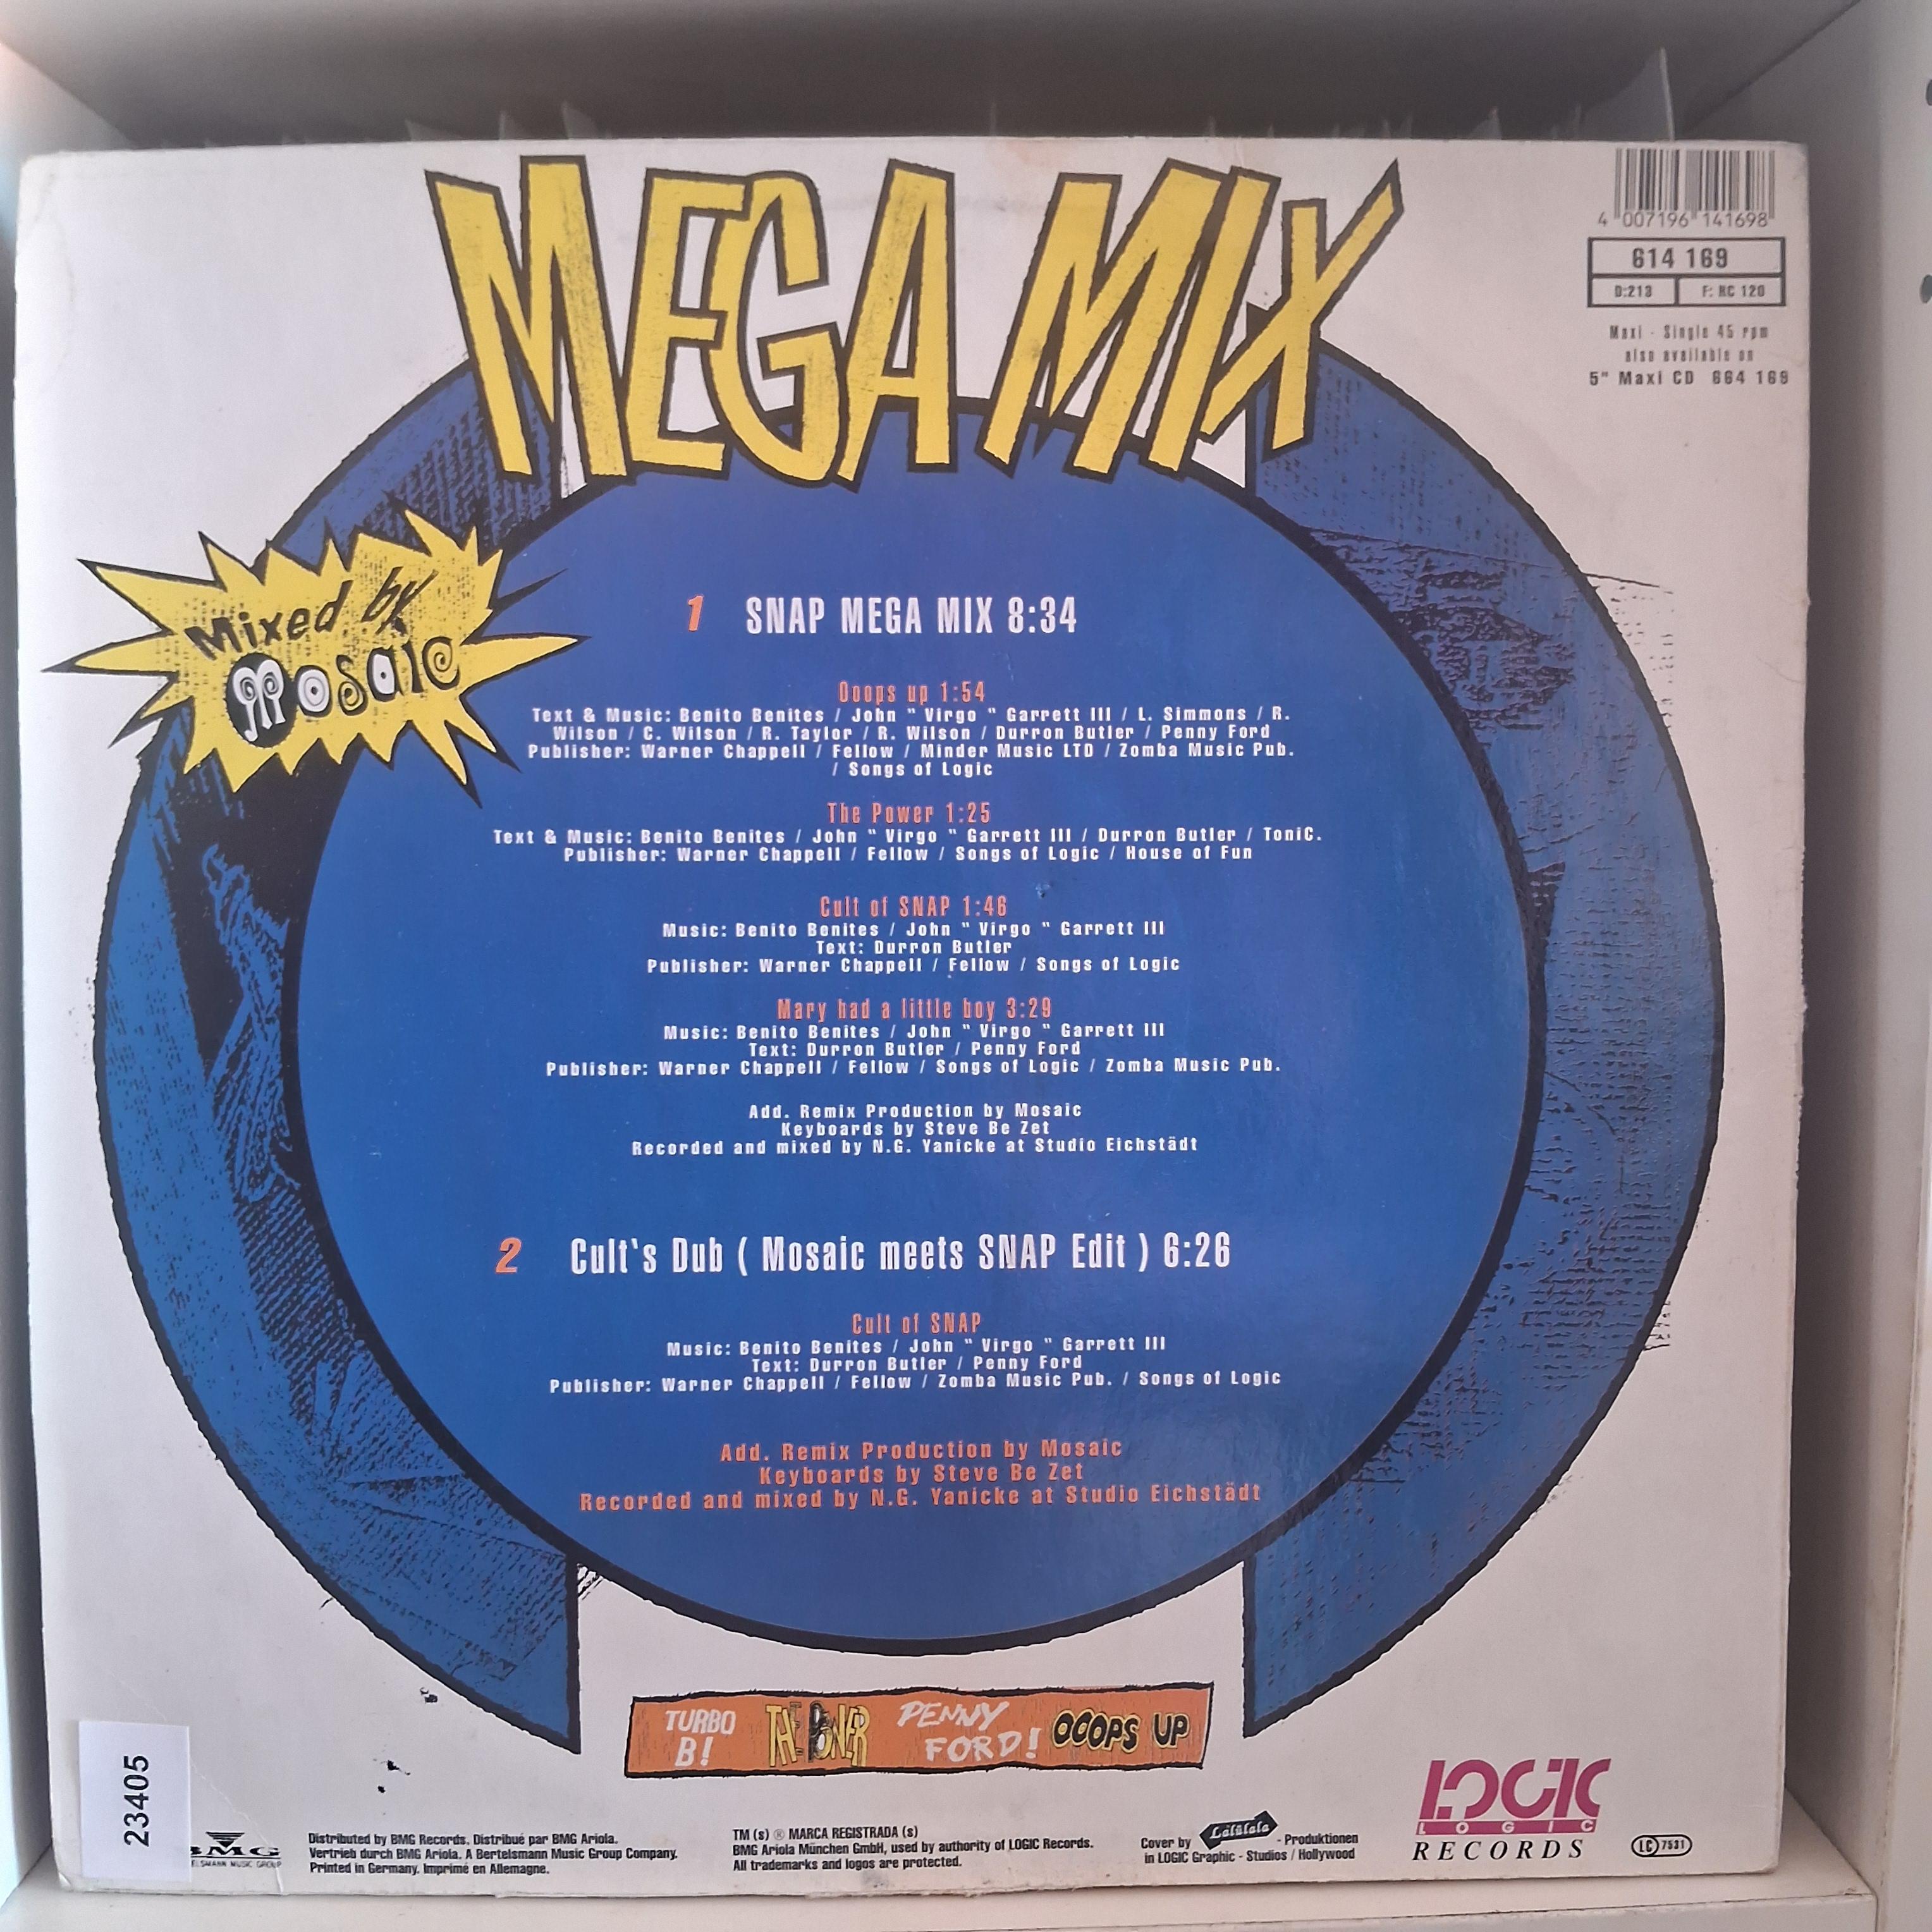 MEGA MIX
4 007196 141698
614 169
D:213 F: RC 120
Maxi - Single 45 rpm
also available on
5" Maxi CD 664 169
Mixed by
Mosaic
1 SNAP MEGA MIX 8:34
Ooops up 1:54
Text & Music: Benito Benites / John " Virgo " Garrett III / L. Simmons / R.
Wilson / C. Wilson / R. Taylor / R. Wilson / Durron Butler / Penny Ford
Publisher: Warner Chappell / Fellow / Minder Music LTD / Zomba Music Pub.
/ Songs of Logic
The Power 1:25
Text & Music: Benito Benites / John " Virgo " Garrett III / Durron Butler / ToniC.
Publisher: Warner Chappell / Fellow / Songs of Logic / House of Fun
Cult of SNAP 1:46
Music: Benito Benites / John " Virgo " Garrett III
Text: Durron Butler
Publisher: Warner Chappell / Fellow / Songs of Logic
Mary had a little boy 3:29
Music: Benito Benites / John " Virgo " Garrett III
Text: Durron Butler / Penny Ford
Publisher: Warner Chappell / Fellow / Songs of Logic / Zomba Music Pub.
Add. Remix Production by Mosaic
Keyboards by Steve Be Zet
Recorded and mixed by N.G. Yanicke at Studio Eichstädt
2 Cult's Dub ( Mosaic meets SNAP Edit ) 6:26
Cult of SNAP
Music: Benito Benites / John " Virgo " Garrett III
Text: Durron Butler / Penny Ford
Publisher: Warner Chappell / Fellow / Zomba Music Pub. / Songs of Logic
Add. Remix Production by Mosaic
Keyboards by Steve Be Zet
Recorded and mixed by N.G. Yanicke at Studio Eichstädt
TURBO
B!
THE POWER
PENNY
FORD!
OOOPS UP
23405
BMG
MUSIC GROUP
Distributed by BMG Records. Distribué par BMG Ariola.
Vertrieb durch BMG Ariola. A Bertelsmann Music Group Company.
Printed in Germany. Imprimé en Allemagne.
TM (s) ® MARCA REGISTRADA (s)
BMG Ariola München GmbH, used by authority of LOGIC Records.
All trademarks and logos are protected.
Cover by Lalülala - Produktionen
in LOGIC Graphic - Studios / Hollywood
LOGIC
LOGIC
RECORDS
LC 7531